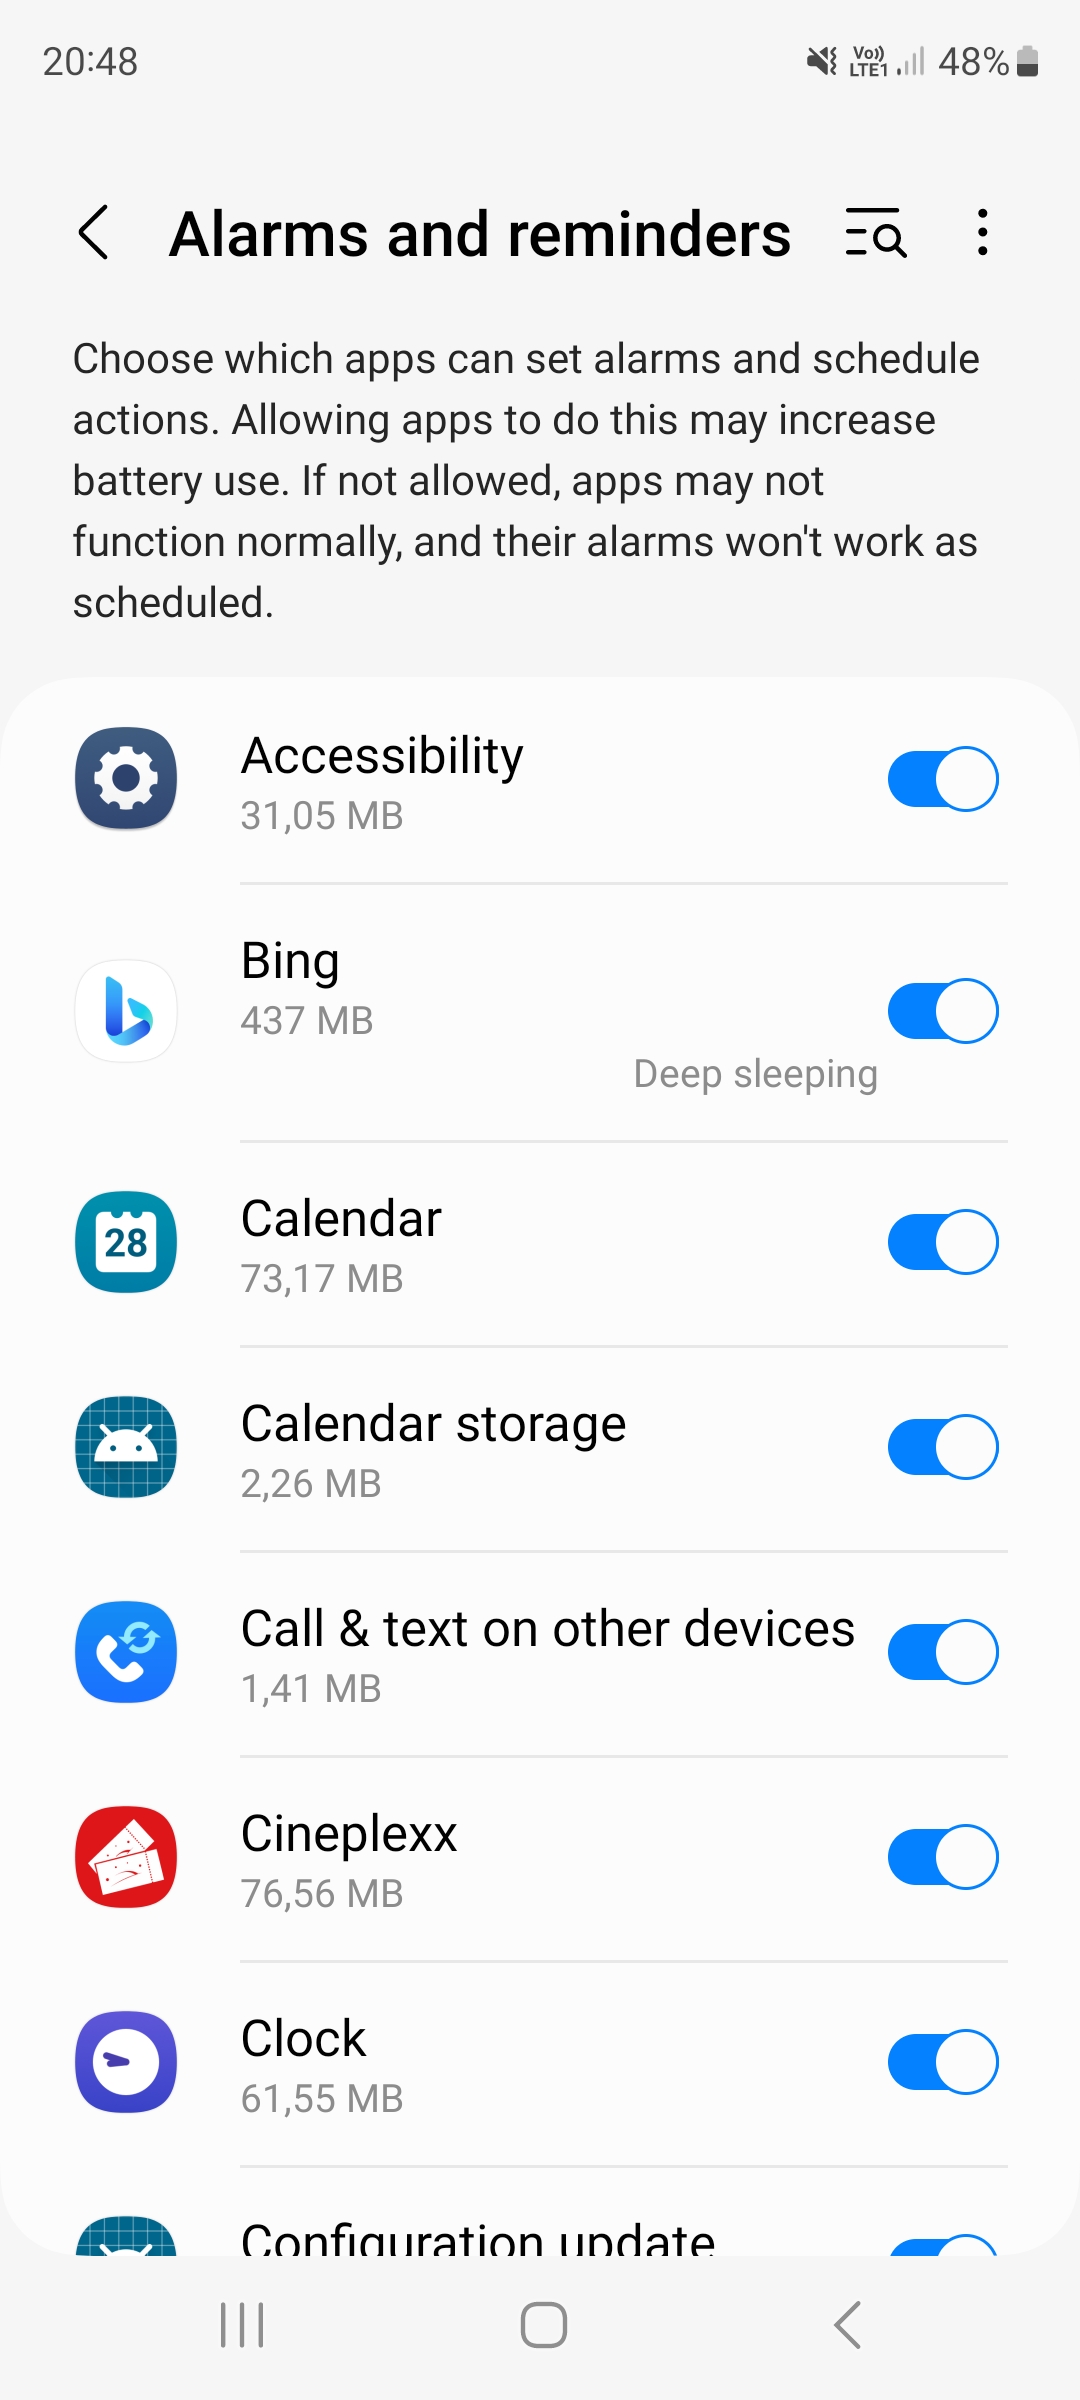 20:48
Vo)) LTE1 48%
Alarms and reminders
Choose which apps can set alarms and schedule
actions. Allowing apps to do this may increase
battery use. If not allowed, apps may not
function normally, and their alarms won't work as
scheduled.
Accessibility
31,05 MB
Bing
437 MB
Deep sleeping
28
Calendar
73,17 MB
Calendar storage
2,26 MB
Call & text on other devices
1,41 MB
Cineplexx
76,56 MB
Clock
61,55 MB
Configuration update